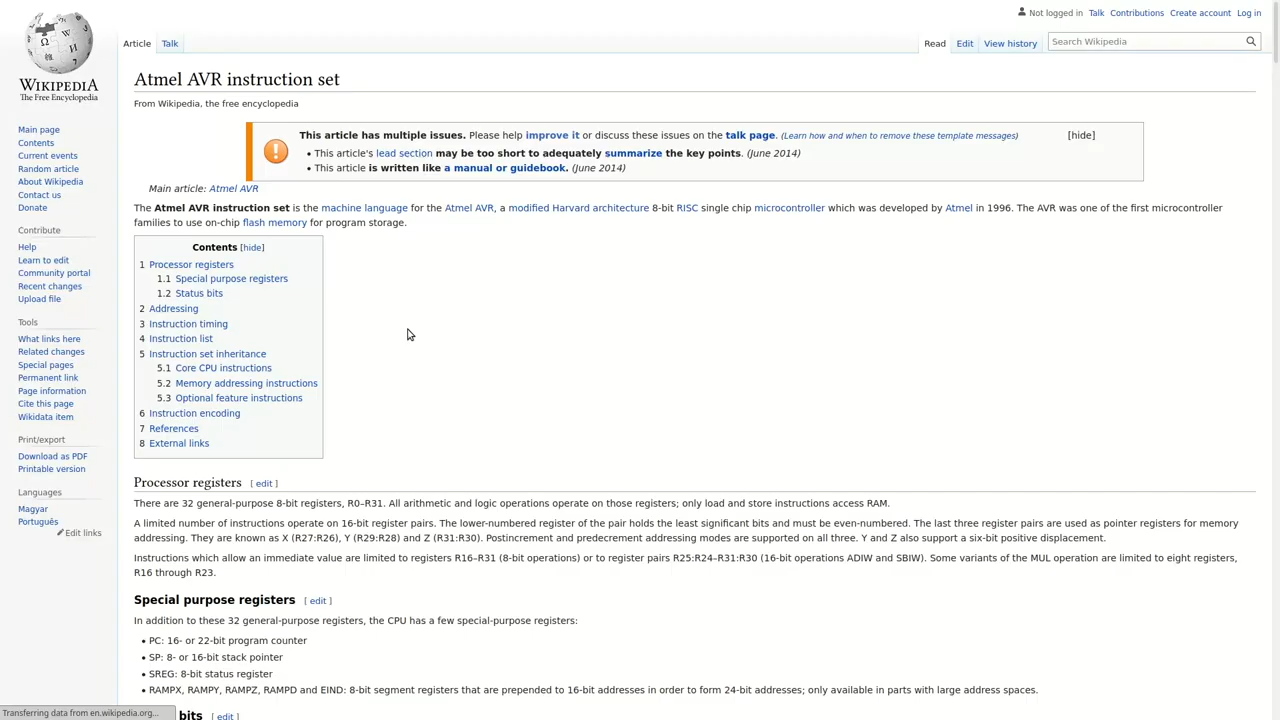 Not logged in Talk Contributions Create account Log in
Article Talk Read Edit View history Search Wikipedia
WIKIPEDIA
The Free Encyclopedia
Main page
Contents
Current events
Random article
About Wikipedia
Contact us
Donate
Contribute
Help
Learn to edit
Community portal
Recent changes
Upload file
Tools
What links here
Related changes
Special pages
Permanent link
Page information
Cite this page
Wikidata item
Print/export
Download as PDF
Printable version
Languages
Magyar
Português
Edit links
Atmel AVR instruction set
From Wikipedia, the free encyclopedia
This article has multiple issues. Please help improve it or discuss these issues on the talk page. (Learn how and when to remove these template messages) [hide]
• This article's lead section may be too short to adequately summarize the key points. (June 2014)
• This article is written like a manual or guidebook. (June 2014)
Main article: Atmel AVR
The Atmel AVR instruction set is the machine language for the Atmel AVR, a modified Harvard architecture 8-bit RISC single chip microcontroller which was developed by Atmel in 1996. The AVR was one of the first microcontroller
families to use on-chip flash memory for program storage.
Contents [hide]
1 Processor registers
1.1 Special purpose registers
1.2 Status bits
2 Addressing
3 Instruction timing
4 Instruction list
5 Instruction set inheritance
5.1 Core CPU instructions
5.2 Memory addressing instructions
5.3 Optional feature instructions
6 Instruction encoding
7 References
8 External links
Processor registers [ edit ]
There are 32 general-purpose 8-bit registers, R0–R31. All arithmetic and logic operations operate on those registers; only load and store instructions access RAM.
A limited number of instructions operate on 16-bit register pairs. The lower-numbered register of the pair holds the least significant bits and must be even-numbered. The last three register pairs are used as pointer registers for memory
addressing. They are known as X (R27:R26), Y (R29:R28) and Z (R31:R30). Postincrement and predecrement addressing modes are supported on all three. Y and Z also support a six-bit positive displacement.
Instructions which allow an immediate value are limited to registers R16–R31 (8-bit operations) or to register pairs R25:R24–R31:R30 (16-bit operations ADIW and SBIW). Some variants of the MUL operation are limited to eight registers,
R16 through R23.
Special purpose registers [ edit ]
In addition to these 32 general-purpose registers, the CPU has a few special-purpose registers:
• PC: 16- or 22-bit program counter
• SP: 8- or 16-bit stack pointer
• SREG: 8-bit status register
• RAMPX, RAMPY, RAMPZ, RAMPD and EIND: 8-bit segment registers that are prepended to 16-bit addresses in order to form 24-bit addresses; only available in parts with large address spaces.
bits [ edit ]
Transferring data from en.wikipedia.org...